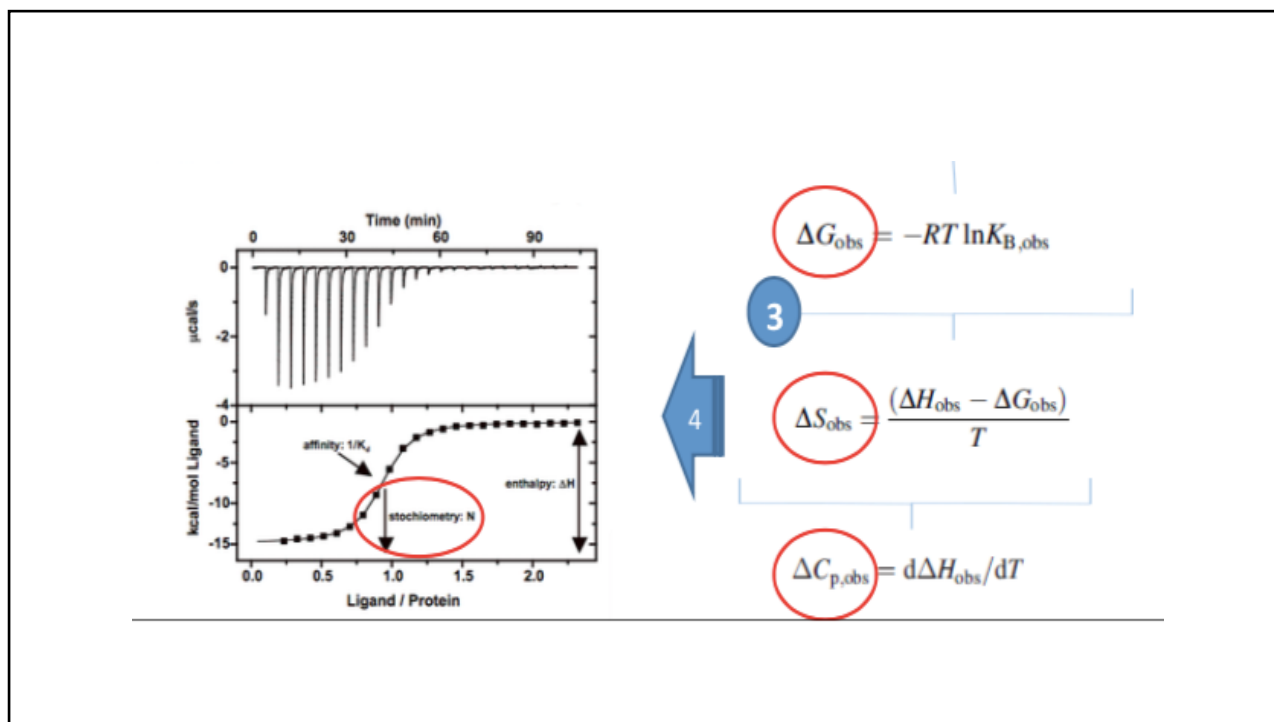 Time (min)
0 30 60 90
0
-2
-4
μcal/s
0
-5
-10
-15
kcal/mol Ligand
affinity: 1/K_d
stochiometry: N
enthalpy: ΔH
0.0 0.5 1.0 1.5 2.0
Ligand / Protein
4
ΔG_obs = −RT lnK_B,obs
3
ΔS_obs = (ΔH_obs − ΔG_obs)
T
ΔC_p,obs = dΔH_obs/dT